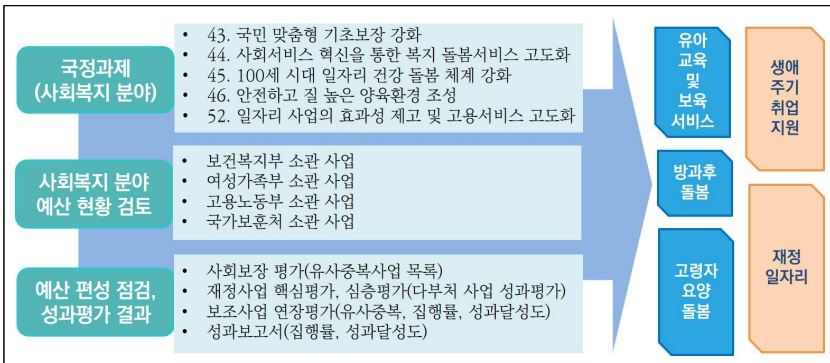 국정과제
(사회복지 분야)
• 43. 국민 맞춤형 기초보장 강화
• 44. 사회서비스 혁신을 통한 복지 돌봄서비스 고도화
• 45. 100세 시대 일자리 건강 돌봄 체계 강화
• 46. 안전하고 질 높은 양육환경 조성
• 52. 일자리 사업의 효과성 제고 및 고용서비스 고도화
사회복지 분야
예산 현황 검토
• 보건복지부 소관 사업
• 여성가족부 소관 사업
• 고용노동부 소관 사업
• 국가보훈처 소관 사업
예산 편성 점검,
성과평가 결과
• 사회보장 평가(유사중복사업 목록)
• 재정사업 핵심평가, 심층평가(다부처 사업 성과평가)
• 보조사업 연장평가(유사중복, 집행률, 성과달성도)
• 성과보고서(집행률, 성과달성도)
유아
교육
및
보육
서비스
방과후
돌봄
고령자
요양
돌봄
생애
주기
취업
지원
재정
일자리